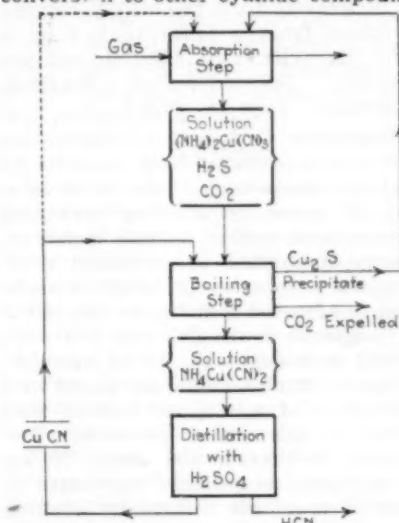 Gas
Absorption
Step
Solution
(NH4)2Cu(CN)3
H2S
CO2
Boiling
Step
Cu2 S
Precipitate
CO2 Expelled
Solution
NH4Cu(CN)2
Cu CN
Distillation
with
H2SO4
HCN